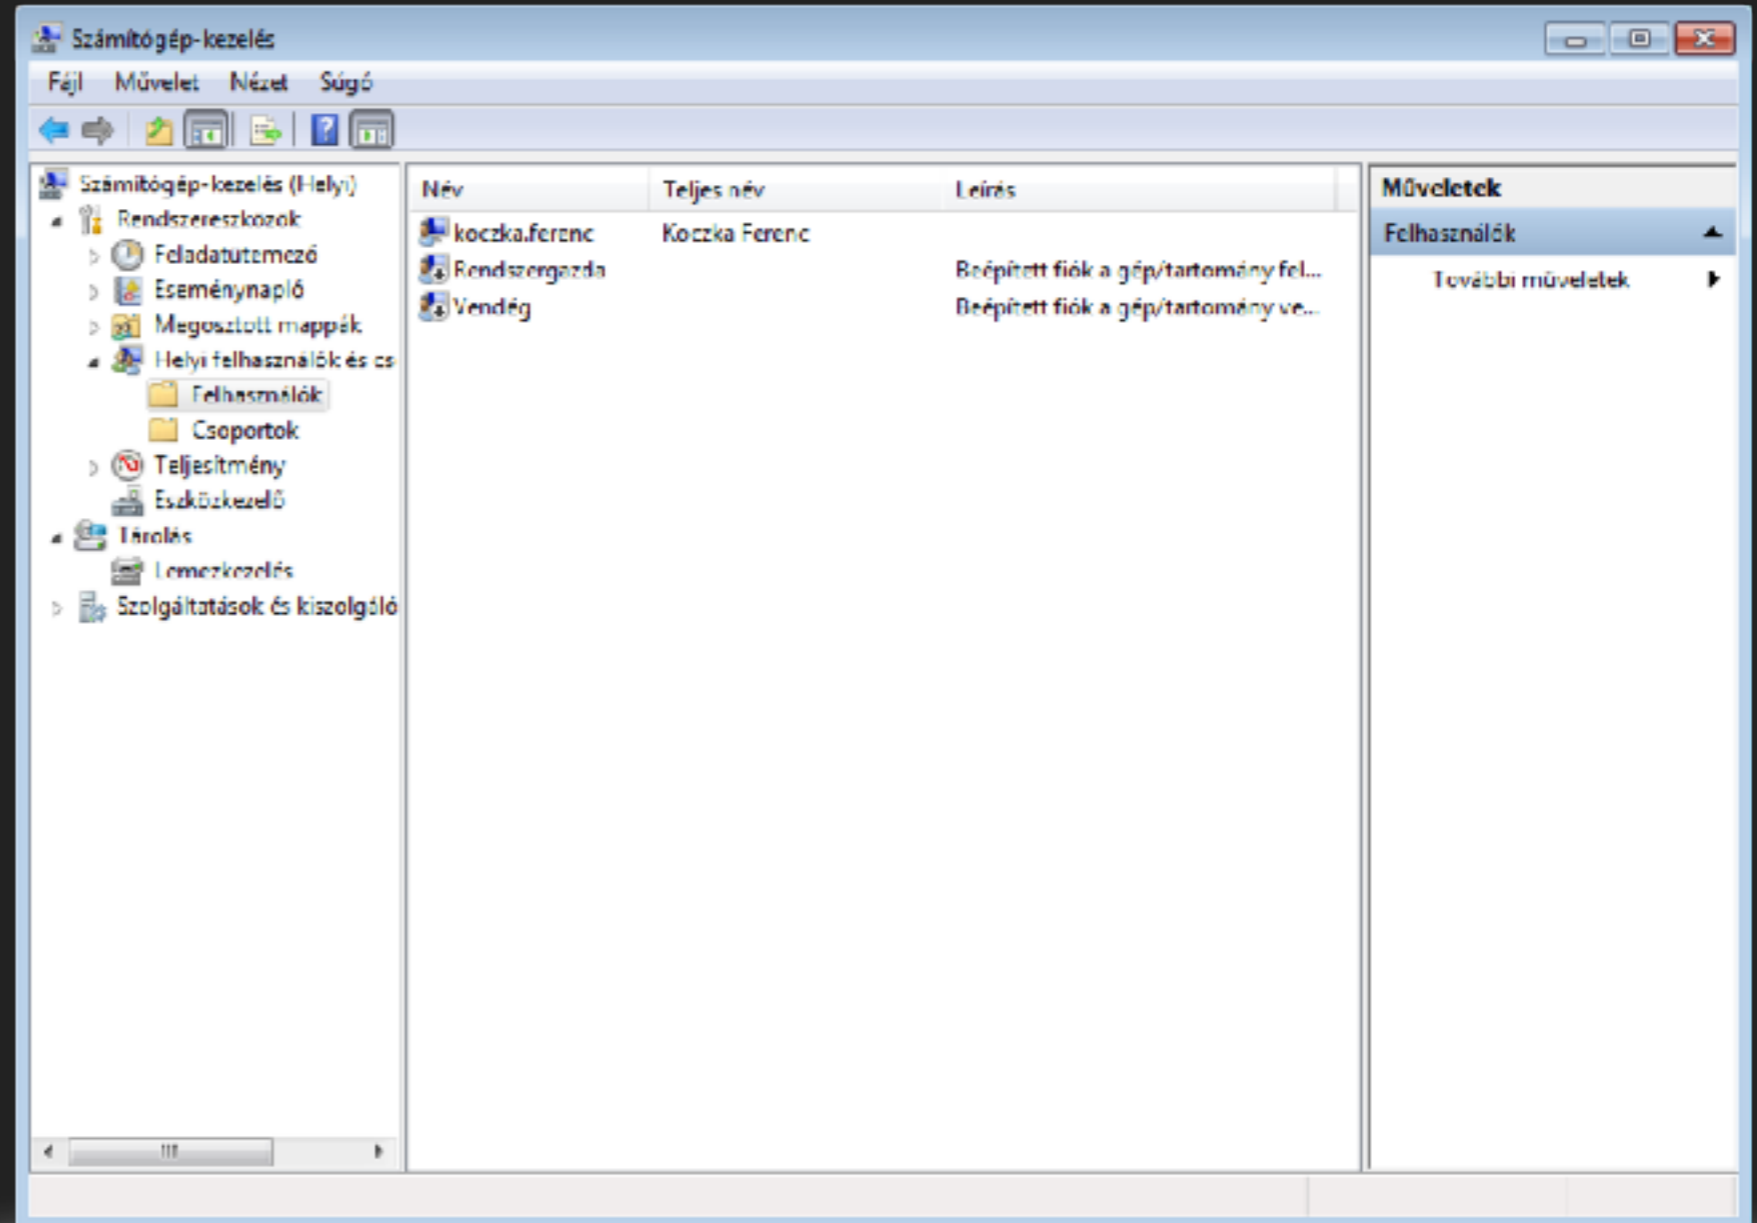 Számítógép-kezelés
Fájl Művelet Nézet Súgó
Számítógép-kezelés (Helyi)
Rendszereszközök
Feladatütemező
Eseménynapló
Megosztott mappák
Helyi felhasználók és cs
Felhasználók
Csoportok
Teljesítmény
Eszközkezelő
Tárolás
Lemezkezelés
Szolgáltatások és kiszolgáló
Név Teljes név Leírás
koczka.ferenc Koczka Ferenc
Rendszergazda Beépített fiók a gép/tartomány fel...
Vendég Beépített fiók a gép/tartomány ve...
Műveletek
Felhasználók
További műveletek